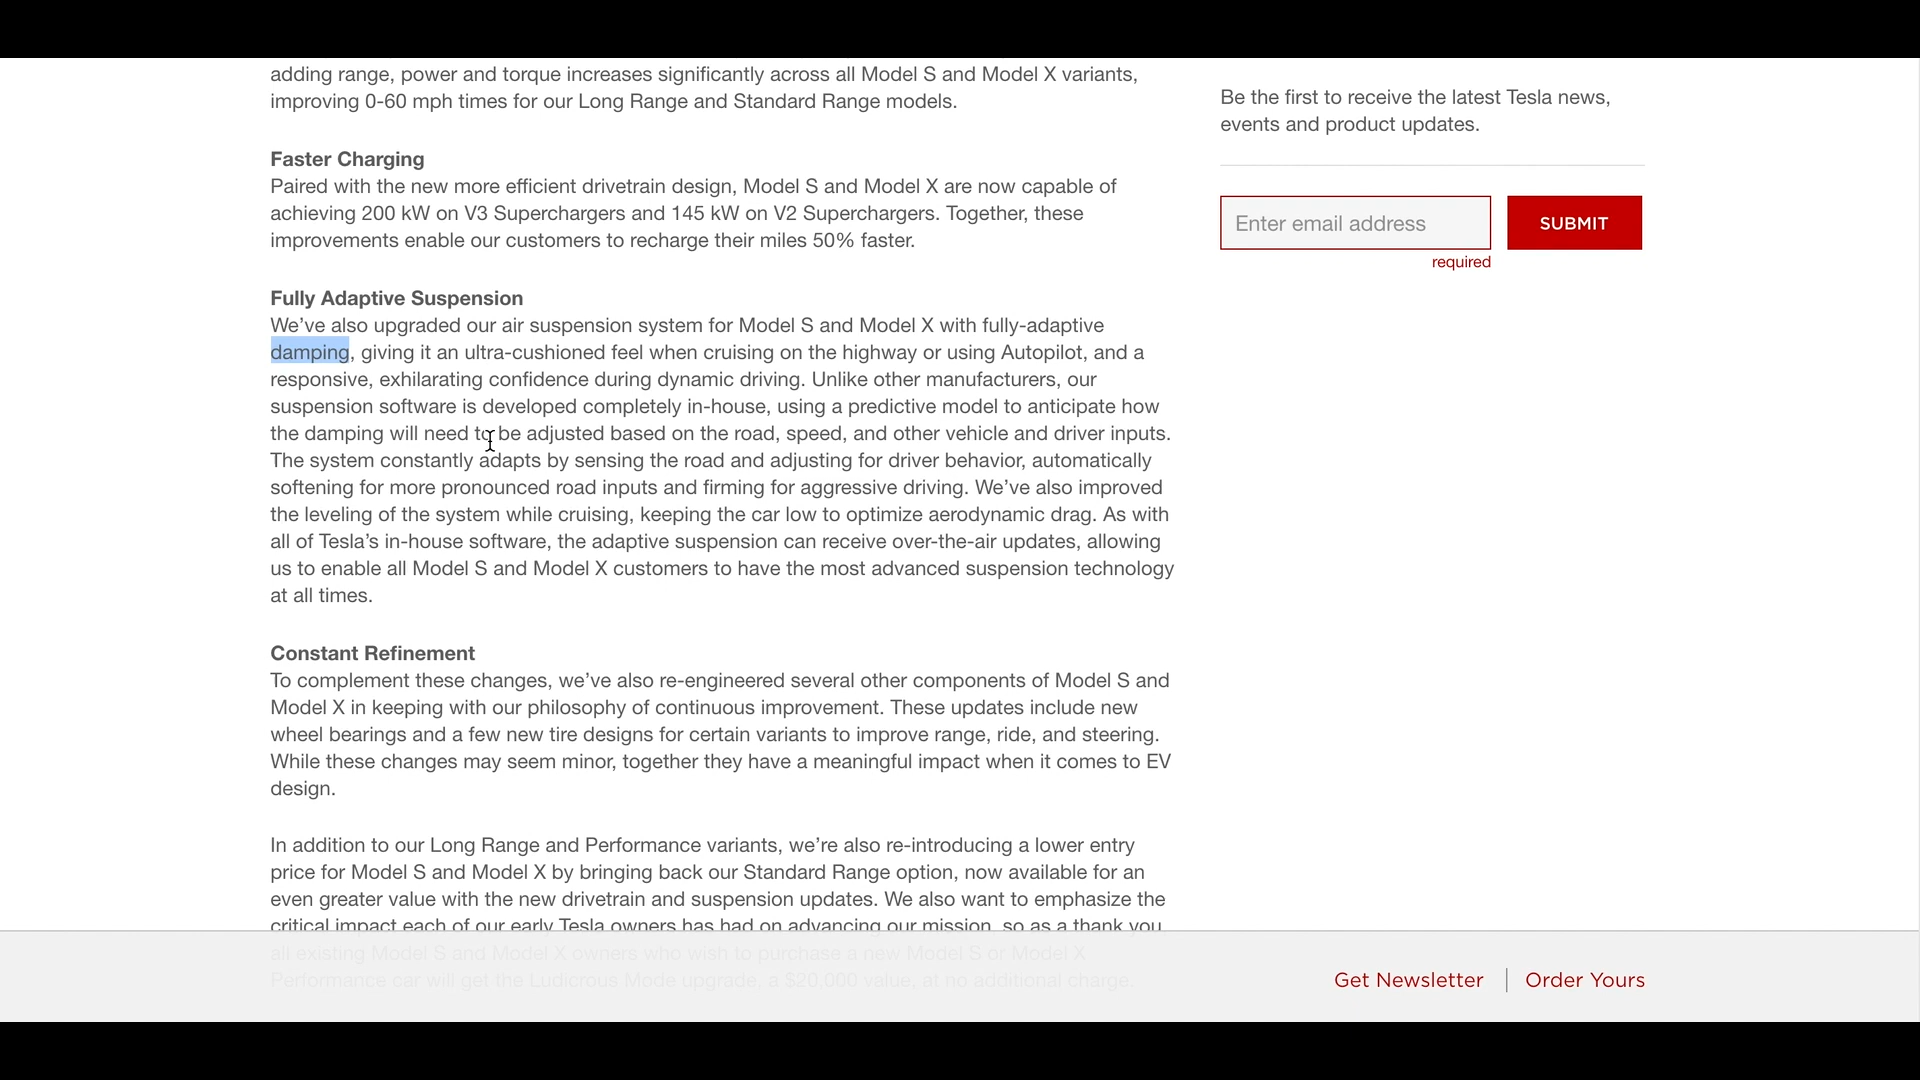 adding range, power and torque increases significantly across all Model S and Model X variants,
improving 0-60 mph times for our Long Range and Standard Range models.
Faster Charging
Paired with the new more efficient drivetrain design, Model S and Model X are now capable of
achieving 200 kW on V3 Superchargers and 145 kW on V2 Superchargers. Together, these
improvements enable our customers to recharge their miles 50% faster.
Fully Adaptive Suspension
We’ve also upgraded our air suspension system for Model S and Model X with fully-adaptive
damping, giving it an ultra-cushioned feel when cruising on the highway or using Autopilot, and a
responsive, exhilarating confidence during dynamic driving. Unlike other manufacturers, our
suspension software is developed completely in-house, using a predictive model to anticipate how
the damping will need to be adjusted based on the road, speed, and other vehicle and driver inputs.
The system constantly adapts by sensing the road and adjusting for driver behavior, automatically
softening for more pronounced road inputs and firming for aggressive driving. We’ve also improved
the leveling of the system while cruising, keeping the car low to optimize aerodynamic drag. As with
all of Tesla’s in-house software, the adaptive suspension can receive over-the-air updates, allowing
us to enable all Model S and Model X customers to have the most advanced suspension technology
at all times.
Constant Refinement
To complement these changes, we’ve also re-engineered several other components of Model S and
Model X in keeping with our philosophy of continuous improvement. These updates include new
wheel bearings and a few new tire designs for certain variants to improve range, ride, and steering.
While these changes may seem minor, together they have a meaningful impact when it comes to EV
design.
In addition to our Long Range and Performance variants, we’re also re-introducing a lower entry
price for Model S and Model X by bringing back our Standard Range option, now available for an
even greater value with the new drivetrain and suspension updates. We also want to emphasize the
critical impact each of our early Tesla owners has had on advancing our mission, so as a thank you,
all existing Model S and Model X owners who wish to purchase a new Model S or Model X
Performance car will get the Ludicrous Mode upgrade, a $20,000 value, at no additional charge.
Be the first to receive the latest Tesla news,
events and product updates.
Enter email address
SUBMIT
required
Get Newsletter
Order Yours